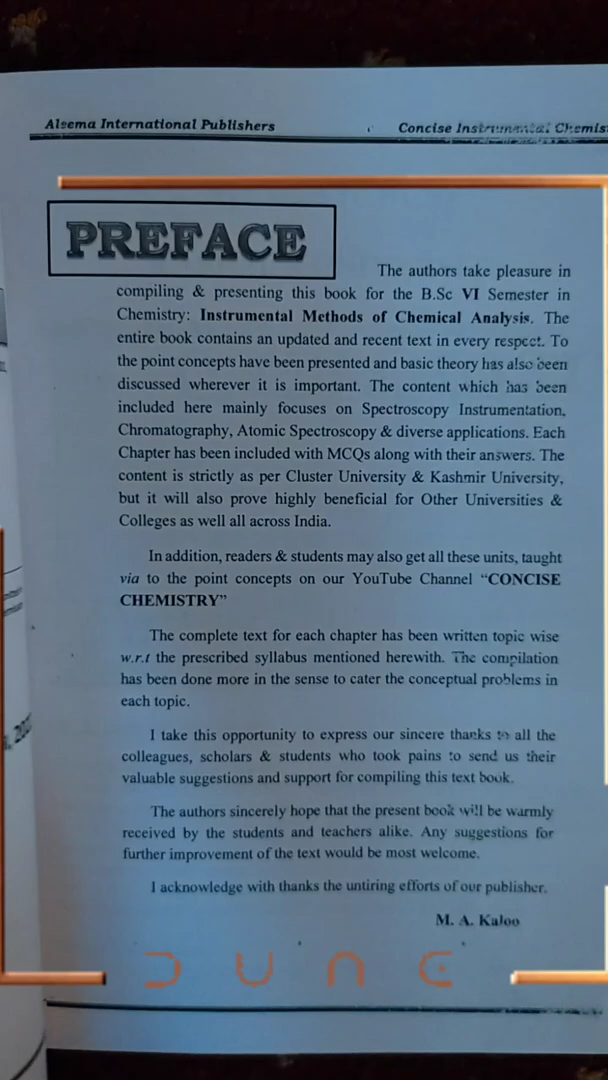 Alsema International Publishers
Concise Instrumental Chemis
PREFACE
The authors take pleasure in
compiling & presenting this book for the B.Sc VI Semester in
Chemistry: Instrumental Methods of Chemical Analysis. The
entire book contains an updated and recent text in every respect. To
the point concepts have been presented and basic theory has also been
discussed wherever it is important. The content which has been
included here mainly focuses on Spectroscopy Instrumentation,
Chromatography, Atomic Spectroscopy & diverse applications. Each
Chapter has been included with MCQs along with their answers. The
content is strictly as per Cluster University & Kashmir University,
but it will also prove highly beneficial for Other Universities &
Colleges as well all across India.
In addition, readers & students may also get all these units, taught
via to the point concepts on our YouTube Channel “CONCISE
CHEMISTRY”
The complete text for each chapter has been written topic wise
w.r.t the prescribed syllabus mentioned herewith. The compilation
has been done more in the sense to cater the conceptual problems in
each topic.
I take this opportunity to express our sincere thanks to all the
colleagues, scholars & students who took pains to send us their
valuable suggestions and support for compiling this text book.
The authors sincerely hope that the present book will be warmly
received by the students and teachers alike. Any suggestions for
further improvement of the text would be most welcome.
I acknowledge with thanks the untiring efforts of our publisher.
M. A. Kaloo
DUNE